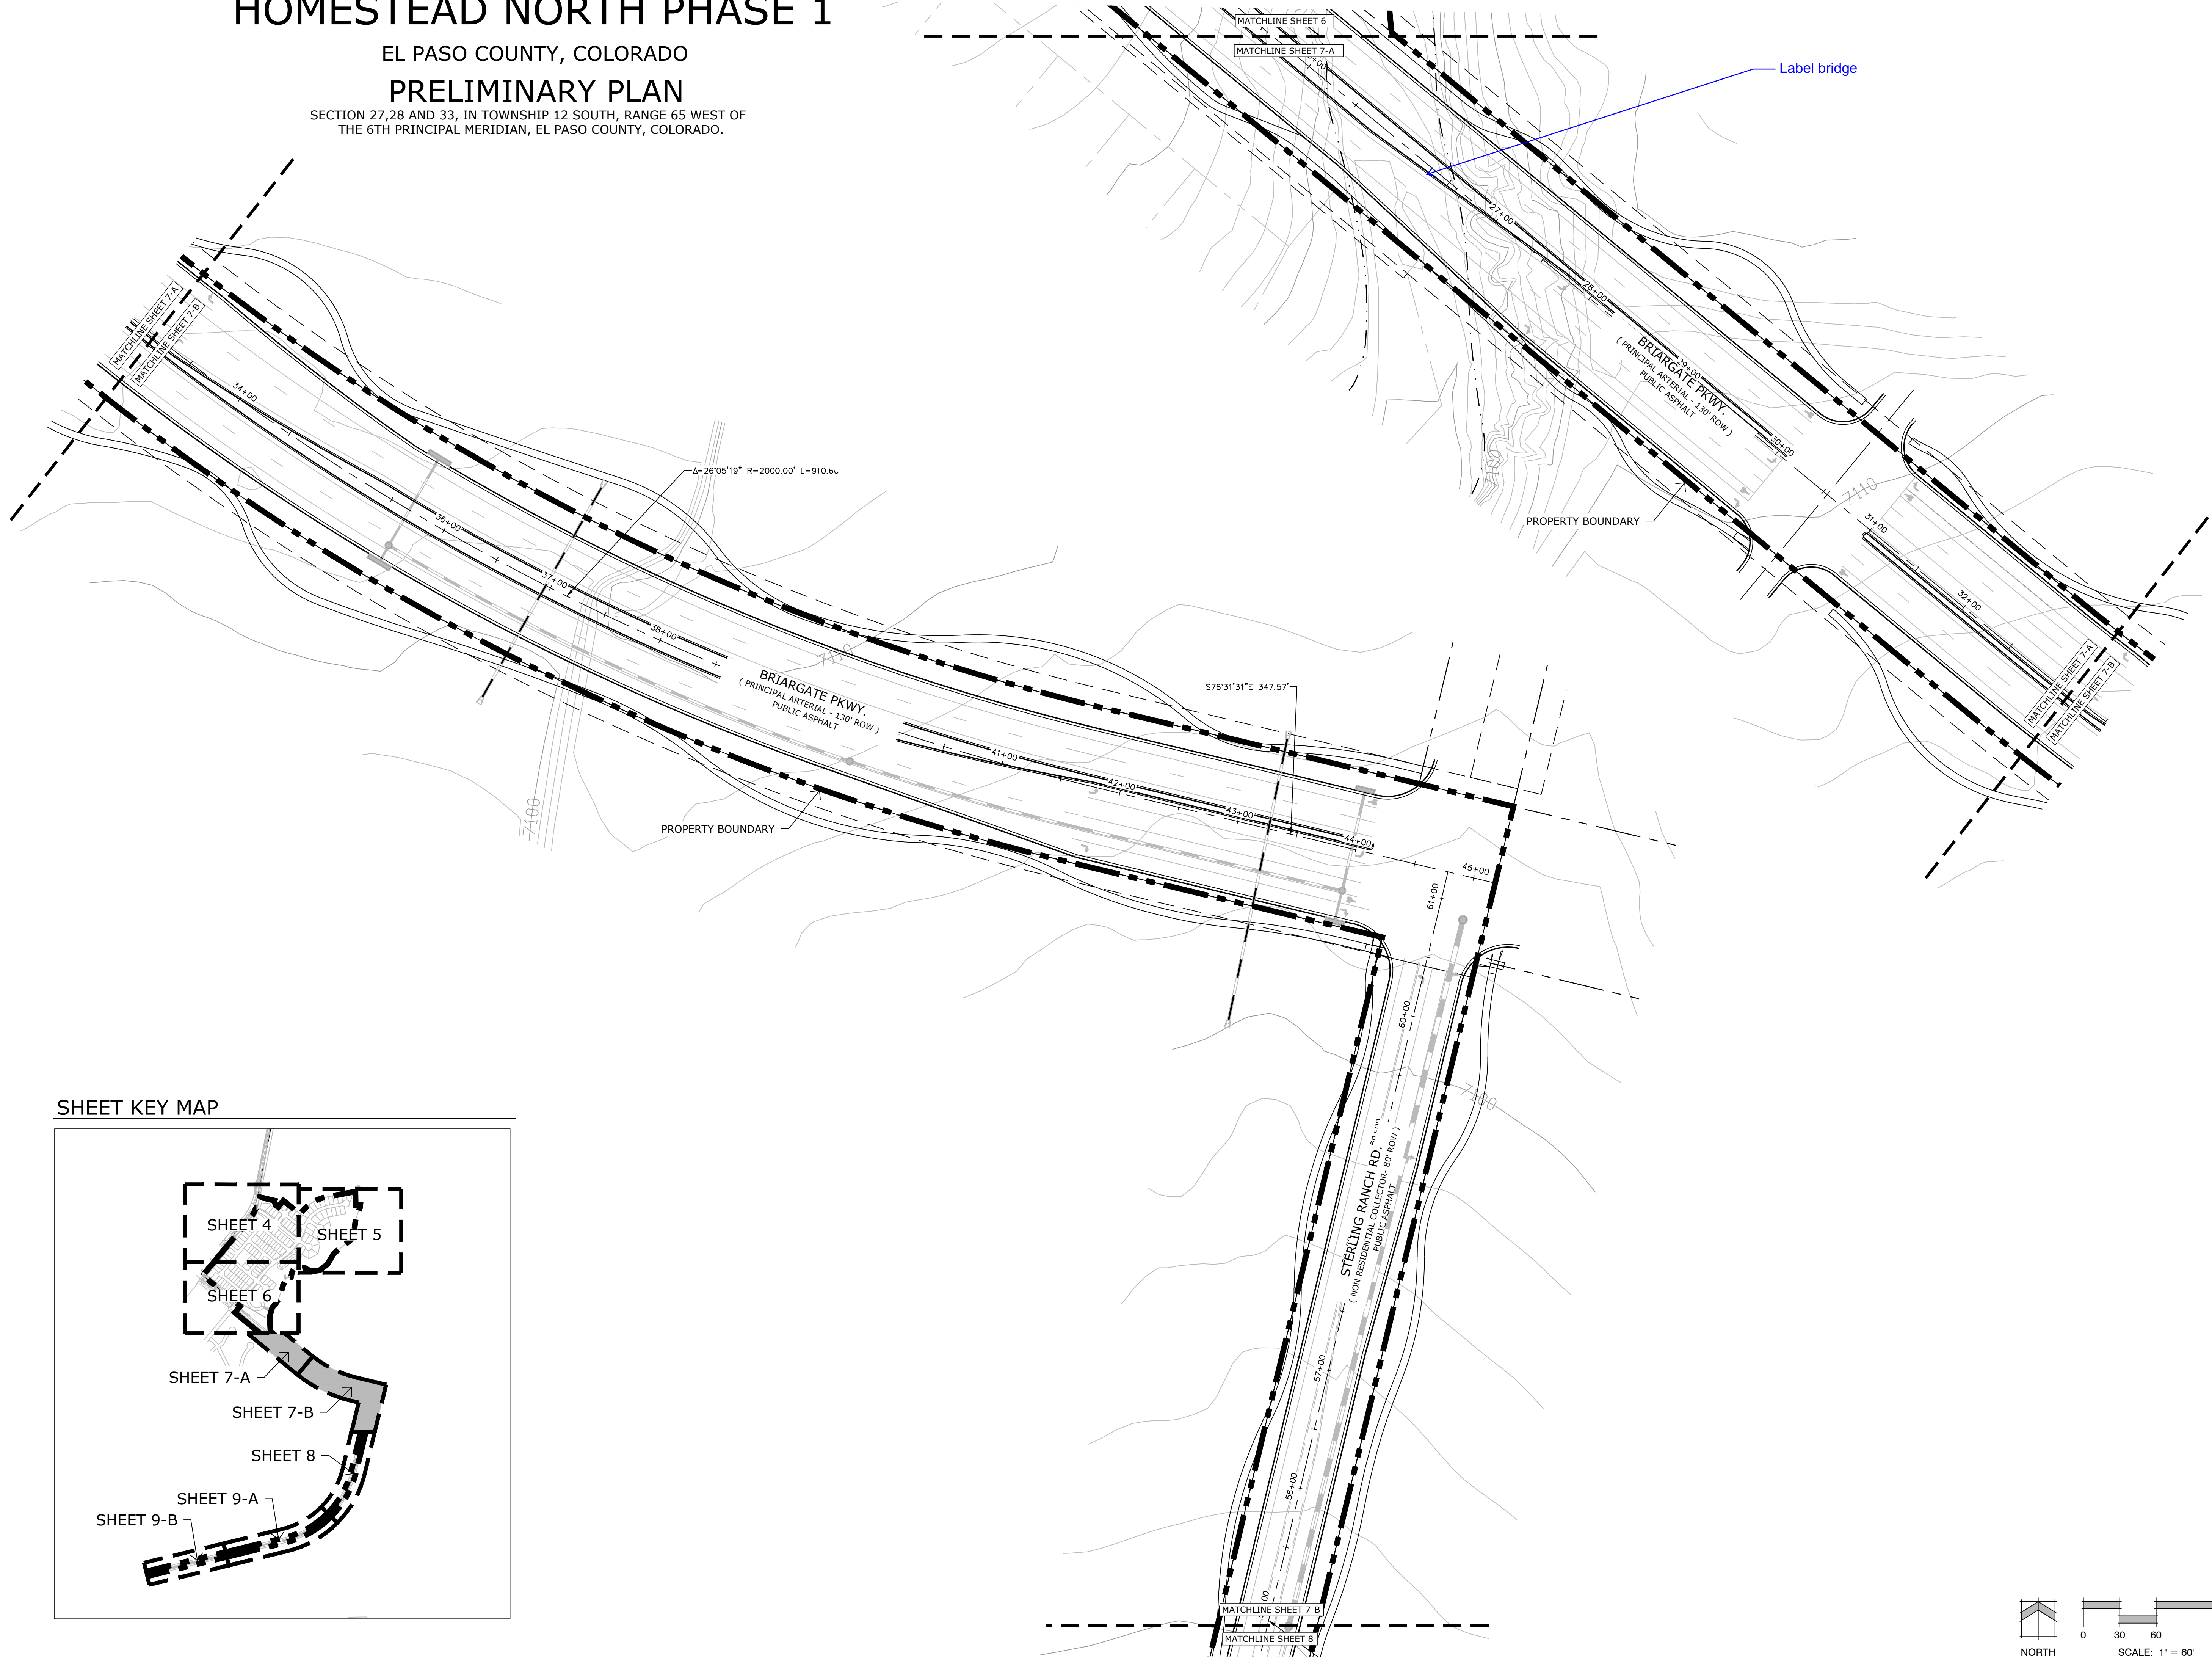 HOMESTEAD NORTH PHASE 1
EL PASO COUNTY, COLORADO
PRELIMINARY PLAN
SECTION 27,28 AND 33, IN TOWNSHIP 12 SOUTH, RANGE 65 WEST OF
THE 6TH PRINCIPAL MERIDIAN, EL PASO COUNTY, COLORADO.
MATCHLINE SHEET 6
MATCHLINE SHEET 7-A
Label bridge
27+00
28+00
29+00
BRIARGATE PKWY.
( PRINCIPAL ARTERIAL - 130' ROW )
PUBLIC ASPHALT
30+00
7100
7110
PROPERTY BOUNDARY
31+00
32+00
MATCHLINE SHEET 7-A
MATCHLINE SHEET 7-B
MATCHLINE SHEET 7-A
MATCHLINE SHEET 7-B
34+00
36+00
37+00
38+00
Δ=26°05'19" R=2000.00' L=910.60
7110
BRIARGATE PKWY.
( PRINCIPAL ARTERIAL - 130' ROW )
PUBLIC ASPHALT
7100
PROPERTY BOUNDARY
S76°31'31"E 347.57'
41+00
42+00
43+00
44+00
45+00
61+00
60+00
7100
STERLING RANCH RD.
( NON RESIDENTIAL COLLECTOR- 80' ROW )
PUBLIC ASPHALT
57+00
56+00
MATCHLINE SHEET 7-B
MATCHLINE SHEET 8
SHEET KEY MAP
SHEET 4
SHEET 5
SHEET 6
SHEET 7-A
SHEET 7-B
SHEET 8
SHEET 9-A
SHEET 9-B
NORTH
0 30 60
SCALE: 1" = 60'